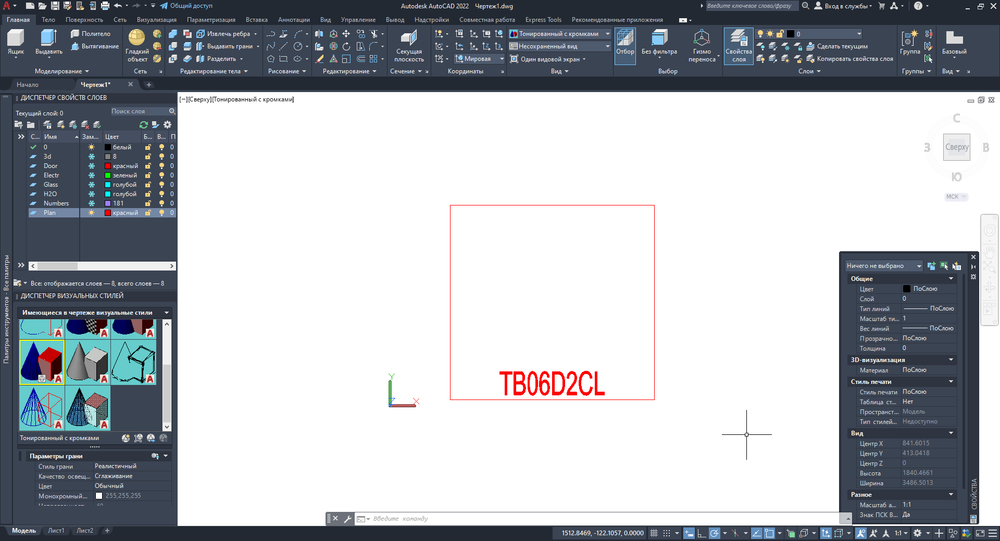 Общий доступ
Autodesk AutoCAD 2022 Чертеж1.dwg
Введите ключевое слово/фразу
Вход в службы
Главная Тело Поверхность Сеть Визуализация Параметризация Вставка Аннотации Вид Управление Вывод Надстройки Совместная работа Express Tools Рекомендованные приложения
Ящик
Выдавить
Политело
Вытягивание
Моделирование
Гладкий объект
Сеть
Извлечь ребра
Выдавать грани
Разделить
Редактирование тела
Рисование
Редактирование
Секущая плоскость
Сечение
Мировая
Координаты
Тонированный с кромками
Несохраненный вид
Один видовой экран
Вид
Отбор
Без фильтра
Гизмо переноса
Выбор
Свойства слоя
0
Сделать текущим
Копировать свойства слоя
Слои
Группа
Группы
Базовый
Вид
Начало
Чертеж1*
ДИСПЕТЧЕР СВОЙСТВ СЛОЕВ
Текущий слой: 0
Поиск слоя
С... Имя Зам... Цвет Б... В... П
0 белый 0
3d 8 0
Door красный 0
Electr зеленый 0
Glass голубой 0
H2O голубой 0
Numbers 181 0
Plan красный 0
Все: отображается слоев — 8, всего слоев — 8
Палитры инструментов - Все палитры
ДИСПЕТЧЕР ВИЗУАЛЬНЫХ СТИЛЕЙ
Имеющиеся в чертеже визуальные стили
Тонированный с кромками
Параметры грани
Стиль грани Реалистичный
Качество освещ... Сглаживание
Цвет Обычный
Монохромный... 255,255,255
[−][Сверху][Тонированный с кромками]
С
З
Сверху
В
Ю
МСК
TB06D2CL
Y
X
Ничего не выбрано
Общие
Цвет ПоСлою
Слой 0
Тип линий ПоСлою
Масштаб ти... 1
Вес линий ПоСлою
Прозрачно... ПоСлою
Толщина 0
3D-визуализация
Материал ПоСлою
Стиль печати
Стиль печати ПоСлою
Таблица ст... Нет
Пространст... Модель
Тип стилей... Недоступно
Вид
Центр X 841.6015
Центр Y 413.0418
Центр Z 0
Высота 1840.4661
Ширина 3486.5013
Разное
Масштаб а... 1:1
Знак ПСК В... Да
СВОЙСТВА
Введите команду
Модель Лист1 Лист2
1512.8469, -122.1057, 0.0000
1:1